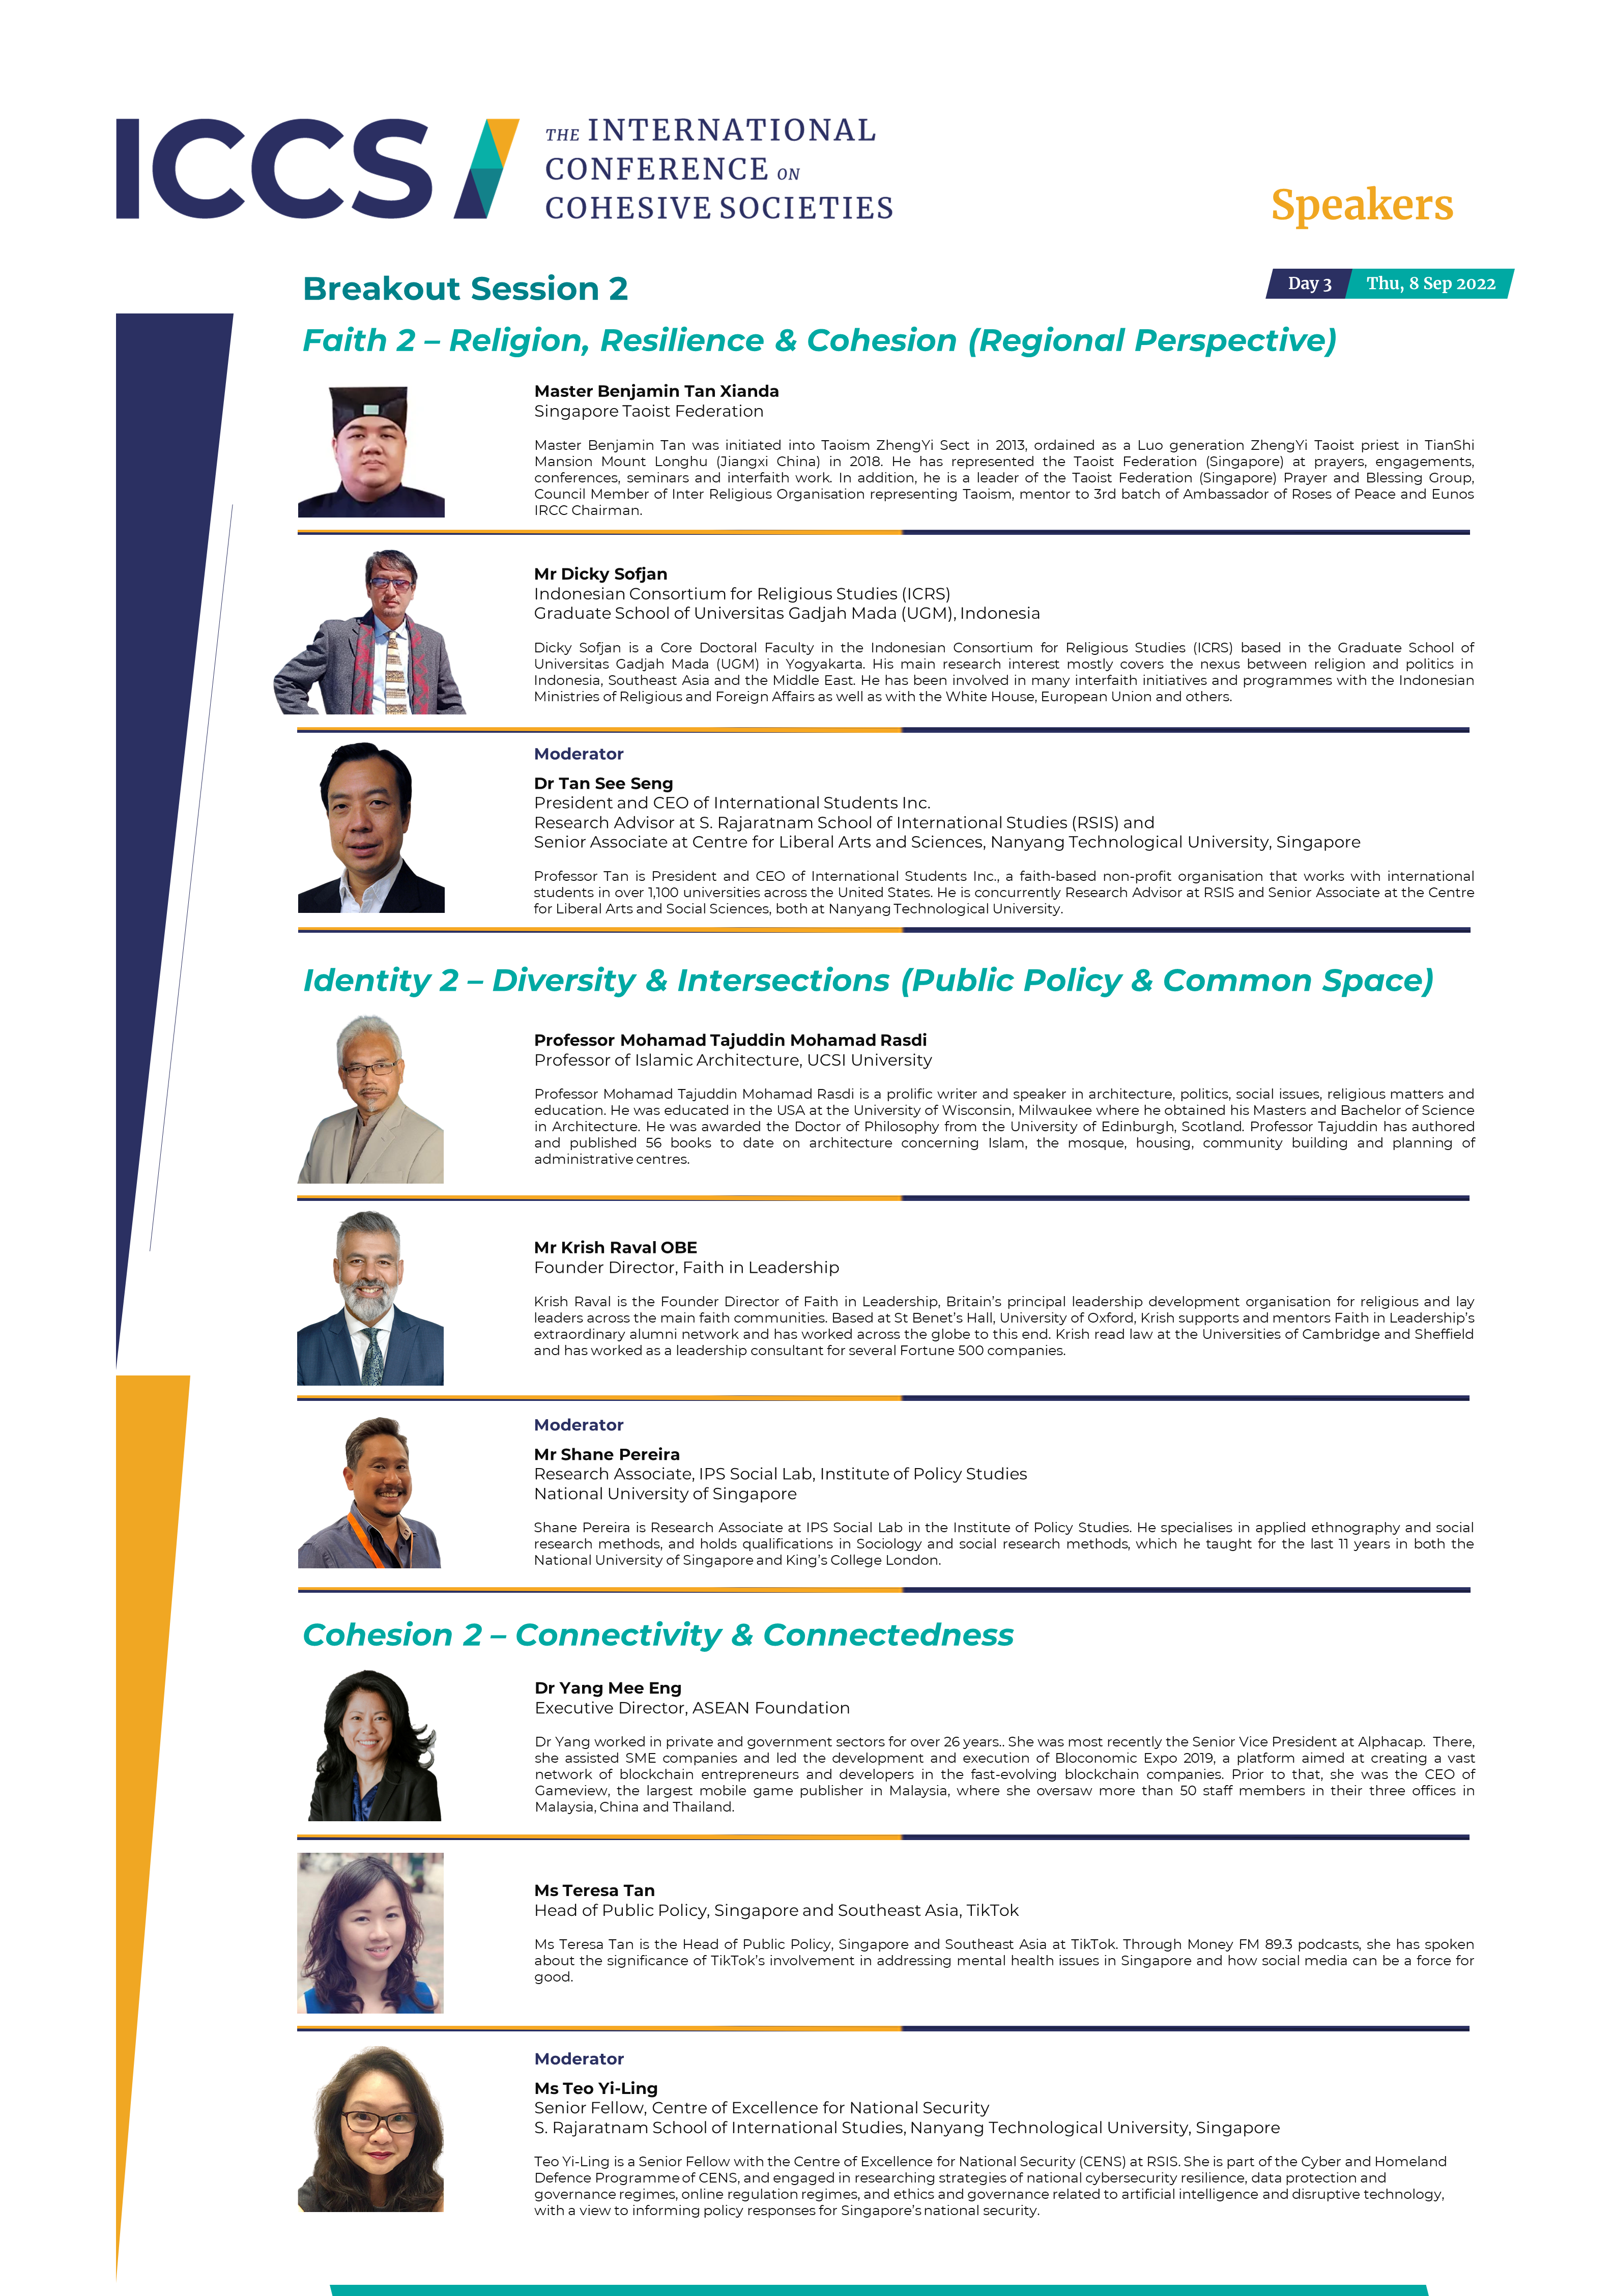 ICCS
THE INTERNATIONAL
CONFERENCE ON
COHESIVE SOCIETIES
Speakers
Breakout Session 2
Day 3 Thu, 8 Sep 2022
Faith 2 – Religion, Resilience & Cohesion (Regional Perspective)
Master Benjamin Tan Xianda
Singapore Taoist Federation
Master Benjamin Tan was initiated into Taoism ZhengYi Sect in 2013, ordained as a Luo generation ZhengYi Taoist priest in TianShi
Mansion Mount Longhu (Jiangxi China) in 2018. He has represented the Taoist Federation (Singapore) at prayers, engagements,
conferences, seminars and interfaith work. In addition, he is a leader of the Taoist Federation (Singapore) Prayer and Blessing Group,
Council Member of Inter Religious Organisation representing Taoism, mentor to 3rd batch of Ambassador of Roses of Peace and Eunos
IRCC Chairman.
Mr Dicky Sofjan
Indonesian Consortium for Religious Studies (ICRS)
Graduate School of Universitas Gadjah Mada (UGM), Indonesia
Dicky Sofjan is a Core Doctoral Faculty in the Indonesian Consortium for Religious Studies (ICRS) based in the Graduate School of
Universitas Gadjah Mada (UGM) in Yogyakarta. His main research interest mostly covers the nexus between religion and politics in
Indonesia, Southeast Asia and the Middle East. He has been involved in many interfaith initiatives and programmes with the Indonesian
Ministries of Religious and Foreign Affairs as well as with the White House, European Union and others.
Moderator
Dr Tan See Seng
President and CEO of International Students Inc.
Research Advisor at S. Rajaratnam School of International Studies (RSIS) and
Senior Associate at Centre for Liberal Arts and Sciences, Nanyang Technological University, Singapore
Professor Tan is President and CEO of International Students Inc., a faith-based non-profit organisation that works with international
students in over 1,100 universities across the United States. He is concurrently Research Advisor at RSIS and Senior Associate at the Centre
for Liberal Arts and Social Sciences, both at Nanyang Technological University.
Identity 2 – Diversity & Intersections (Public Policy & Common Space)
Professor Mohamad Tajuddin Mohamad Rasdi
Professor of Islamic Architecture, UCSI University
Professor Mohamad Tajuddin Mohamad Rasdi is a prolific writer and speaker in architecture, politics, social issues, religious matters and
education. He was educated in the USA at the University of Wisconsin, Milwaukee where he obtained his Masters and Bachelor of Science
in Architecture. He was awarded the Doctor of Philosophy from the University of Edinburgh, Scotland. Professor Tajuddin has authored
and published 56 books to date on architecture concerning Islam, the mosque, housing, community building and planning of
administrative centres.
Mr Krish Raval OBE
Founder Director, Faith in Leadership
Krish Raval is the Founder Director of Faith in Leadership, Britain’s principal leadership development organisation for religious and lay
leaders across the main faith communities. Based at St Benet’s Hall, University of Oxford, Krish supports and mentors Faith in Leadership’s
extraordinary alumni network and has worked across the globe to this end. Krish read law at the Universities of Cambridge and Sheffield
and has worked as a leadership consultant for several Fortune 500 companies.
Moderator
Mr Shane Pereira
Research Associate, IPS Social Lab, Institute of Policy Studies
National University of Singapore
Shane Pereira is Research Associate at IPS Social Lab in the Institute of Policy Studies. He specialises in applied ethnography and social
research methods, and holds qualifications in Sociology and social research methods, which he taught for the last 11 years in both the
National University of Singapore and King’s College London.
Cohesion 2 – Connectivity & Connectedness
Dr Yang Mee Eng
Executive Director, ASEAN Foundation
Dr Yang worked in private and government sectors for over 26 years.. She was most recently the Senior Vice President at Alphacap. There,
she assisted SME companies and led the development and execution of Bloconomic Expo 2019, a platform aimed at creating a vast
network of blockchain entrepreneurs and developers in the fast-evolving blockchain companies. Prior to that, she was the CEO of
Gameview, the largest mobile game publisher in Malaysia, where she oversaw more than 50 staff members in their three offices in
Malaysia, China and Thailand.
Ms Teresa Tan
Head of Public Policy, Singapore and Southeast Asia, TikTok
Ms Teresa Tan is the Head of Public Policy, Singapore and Southeast Asia at TikTok. Through Money FM 89.3 podcasts, she has spoken
about the significance of TikTok’s involvement in addressing mental health issues in Singapore and how social media can be a force for
good.
Moderator
Ms Teo Yi-Ling
Senior Fellow, Centre of Excellence for National Security
S. Rajaratnam School of International Studies, Nanyang Technological University, Singapore
Teo Yi-Ling is a Senior Fellow with the Centre of Excellence for National Security (CENS) at RSIS. She is part of the Cyber and Homeland
Defence Programme of CENS, and engaged in researching strategies of national cybersecurity resilience, data protection and
governance regimes, online regulation regimes, and ethics and governance related to artificial intelligence and disruptive technology,
with a view to informing policy responses for Singapore’s national security.